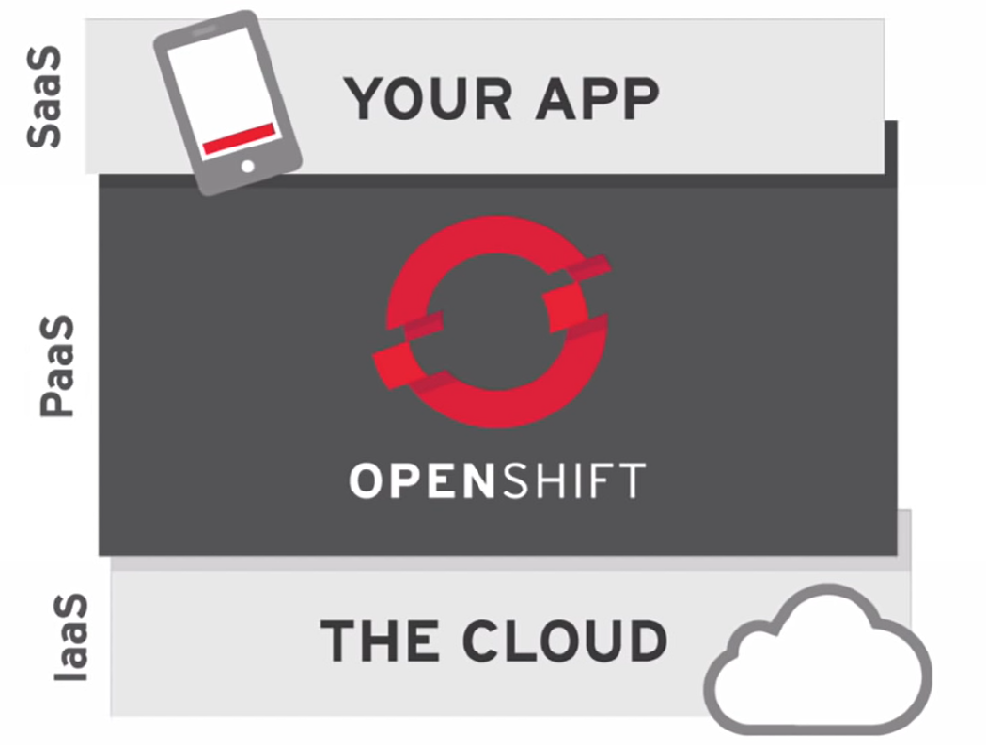 SaaS
YOUR APP
PaaS
OPENSHIFT
IaaS
THE CLOUD